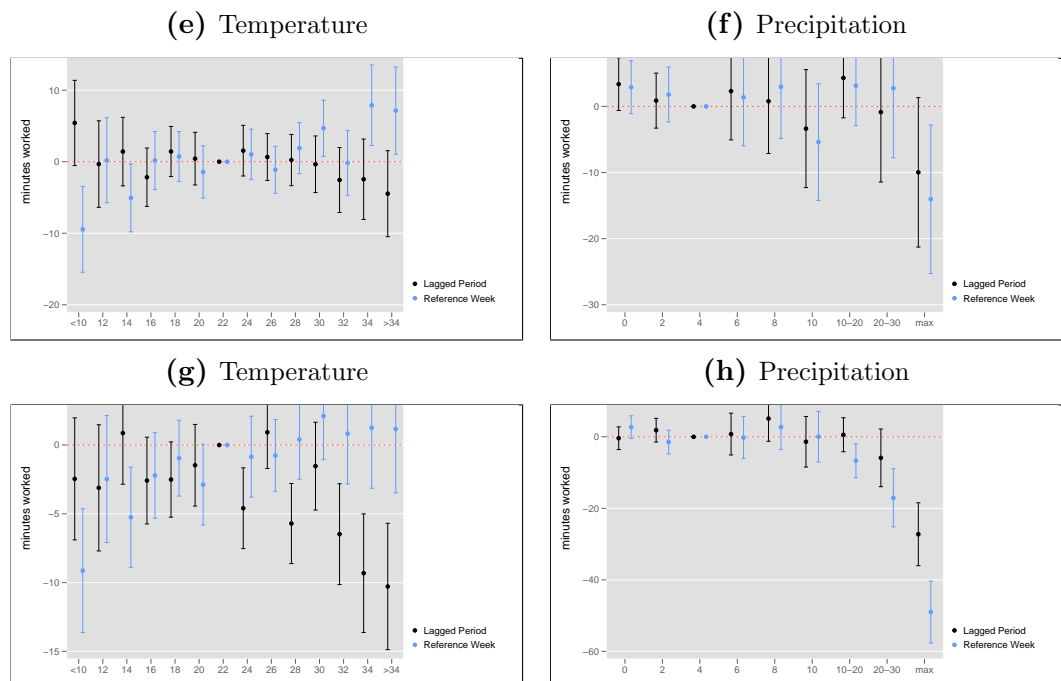 (e) Temperature
(f) Precipitation
minutes worked
10
0
−10
−20
<10 12 14 16 18 20 22 24 26 28 30 32 34 >34
Lagged Period
Reference Week
minutes worked
0
−10
−20
−30
0 2 4 6 8 10 10−20 20−30 max
Lagged Period
Reference Week
(g) Temperature
(h) Precipitation
minutes worked
0
−5
−10
−15
<10 12 14 16 18 20 22 24 26 28 30 32 34 >34
Lagged Period
Reference Week
minutes worked
0
−20
−40
−60
0 2 4 6 8 10 10−20 20−30 max
Lagged Period
Reference Week